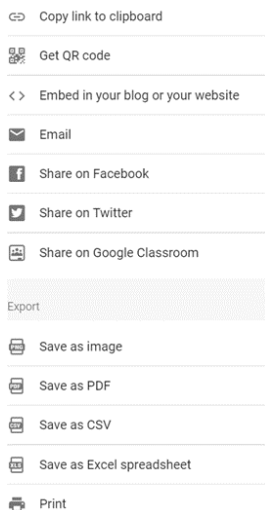 Copy link to clipboard
Get QR code
Embed in your blog or your website
Email
Share on Facebook
Share on Twitter
Share on Google Classroom
Export
Save as image
Save as PDF
Save as CSV
Save as Excel spreadsheet
Print